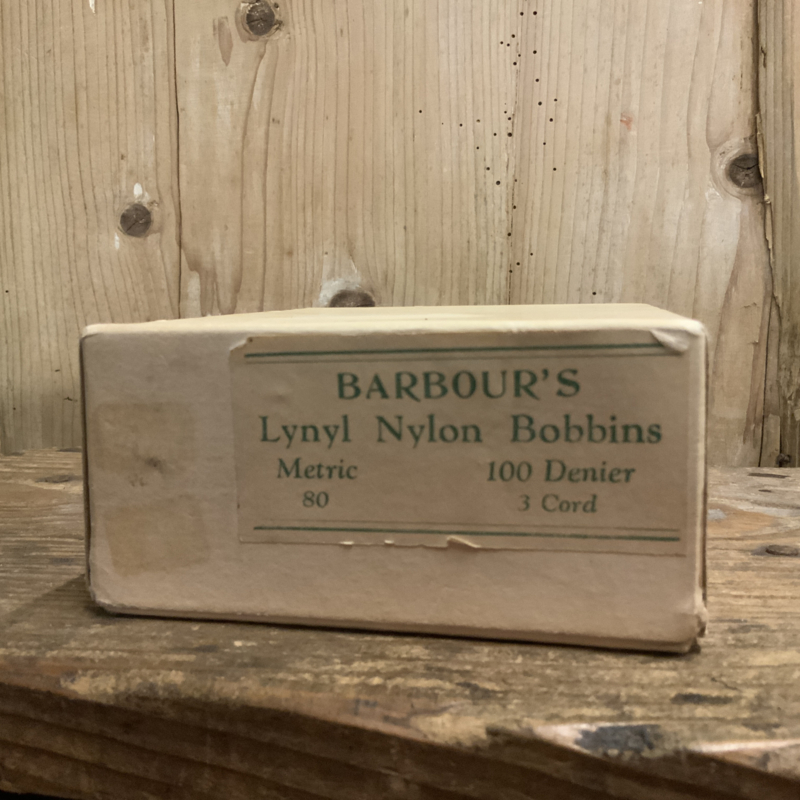 BARBOUR'S
Lynyl Nylon Bobbins
Metric 100 Denier
80 3 Cord